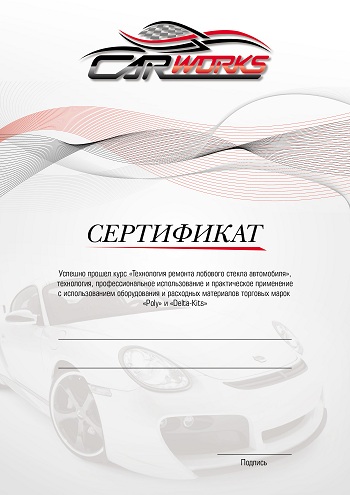 CARWORKS
СЕРТИФИКАТ
Успешно прошел курс «Технология ремонта лобового стекла автомобиля»,
технология, профессиональное использование и практическое применение
с использованием оборудования и расходных материалов торговых марок
«Poly» и «Delta-Kits»
Подпись